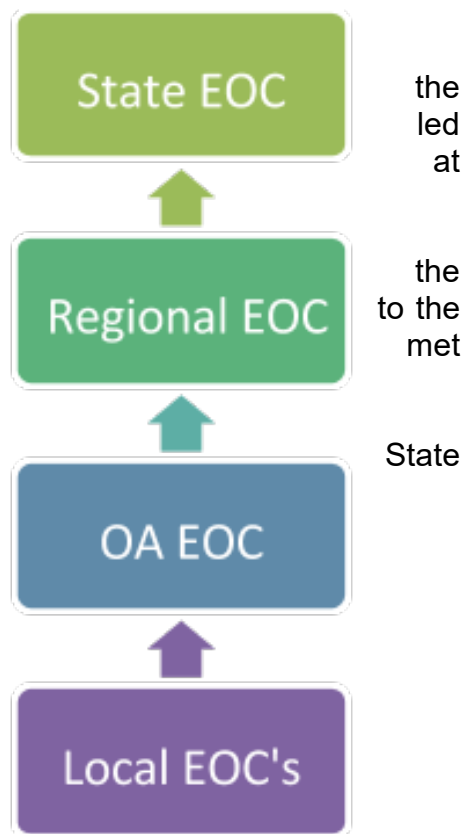 State EOC
the
led
at
Regional EOC
the
to the
met
OA EOC
State
Local EOC's